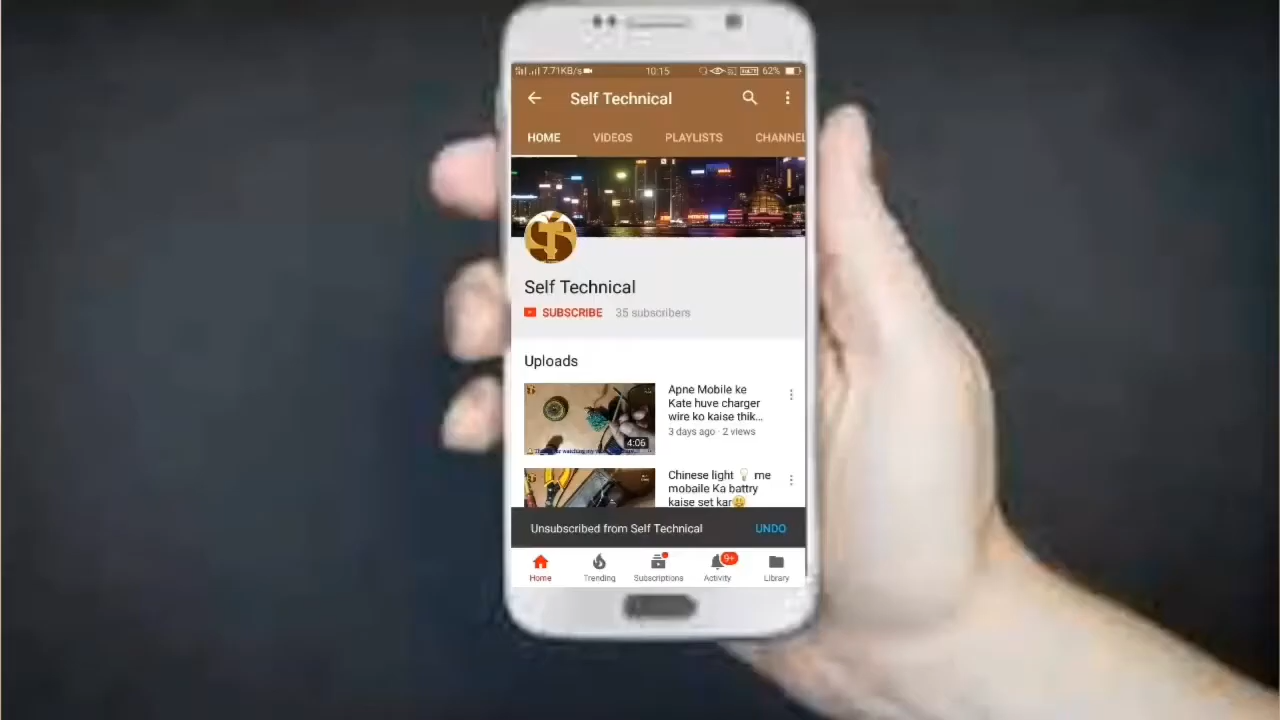 7.71KB/s 10:15 62%
Self Technical
HOME VIDEOS PLAYLISTS CHANNEL
Self Technical
SUBSCRIBE 35 subscribers
Uploads
Apne Mobile ke
Kate huve charger
wire ko kaise thik...
3 days ago · 2 views
4:06
Chinese light 💡 me
mobaile Ka battry
kaise set kar😃
Unsubscribed from Self Technical UNDO
9+
Home Trending Subscriptions Activity Library